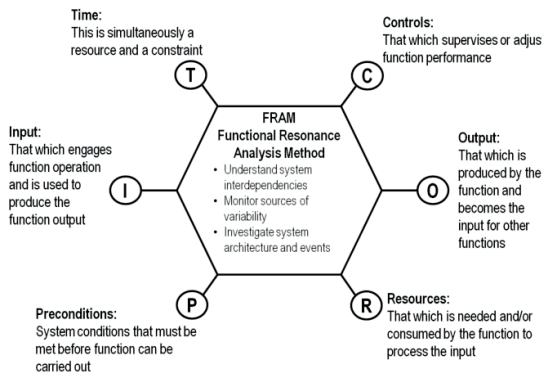 Time:
This is simultaneously a
resource and a constraint
T
Controls:
That which supervises or adjus
function performance
C
Input:
That which engages
function operation
and is used to
produce the
function output
I
FRAM
Functional Resonance
Analysis Method
• Understand system
interdependencies
• Monitor sources of
variability
• Investigate system
architecture and events
Output:
That which is
produced by the
function and
becomes the
input for other
functions
O
Preconditions:
System conditions that must be
met before function can be
carried out
P
Resources:
That which is needed and/or
consumed by the function to
process the input
R